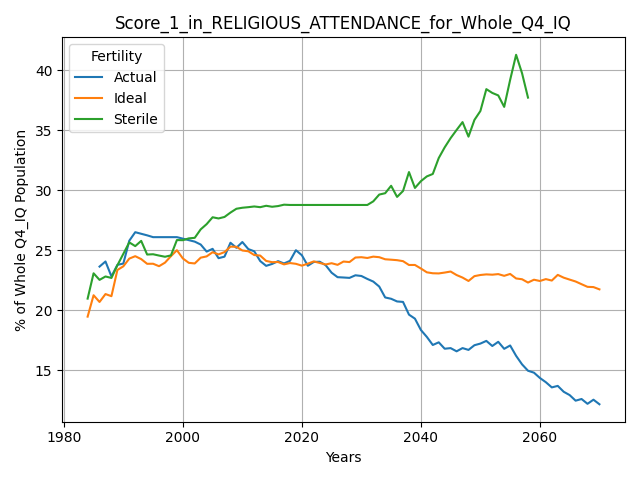 Score_1_in_RELIGIOUS_ATTENDANCE_for_Whole_Q4_IQ
Fertility
Actual
Ideal
Sterile
% of Whole Q4_IQ Population
40
35
30
25
20
15
1980
2000
2020
2040
2060
Years